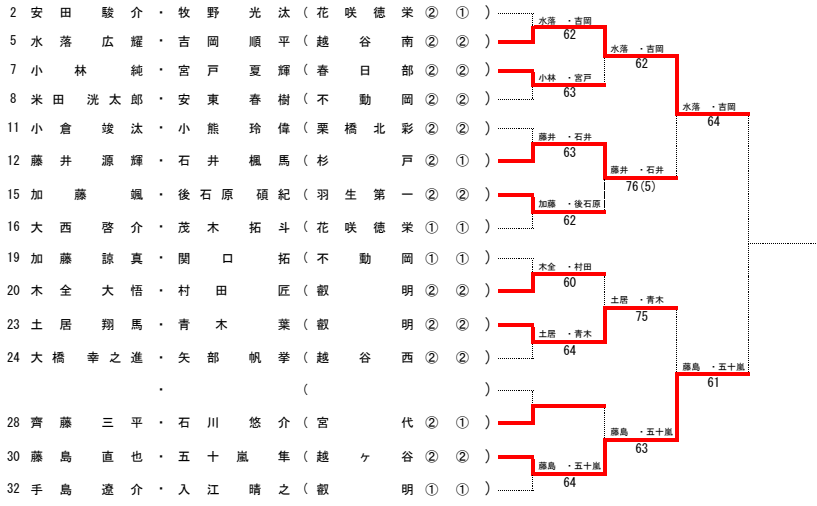 2 安田 駿介・牧野 光汰(花咲徳栄② ①)
水落 ・吉岡
62
5 水落 広耀・吉岡 順平(越谷南② ②)
水落 ・吉岡
62
7 小林 純・宮戸 夏輝(春日部② ②)
小林 ・宮戸
63
8 米田 洸太郎・安東 春樹(不動岡② ②)
水落 ・吉岡
64
11 小倉 竣汰・小熊 玲偉(栗橋北彩② ②)
藤井 ・石井
63
12 藤井 源輝・石井 楓馬(杉戸② ①)
藤井 ・石井
76(5)
15 加藤 颯・後石原 碩紀(羽生第一② ②)
加藤 ・後石原
62
16 大西 啓介・茂木 拓斗(花咲徳栄① ①)
19 加藤 諒真・関口 拓(不動岡① ①)
木全 ・村田
60
20 木全 大悟・村田 匠(叡明② ②)
土居 ・青木
75
23 土居 翔馬・青木 葉(叡明② ②)
土居 ・青木
64
24 大橋 幸之進・矢部 帆挙(越谷西② ②)
藤島 ・五十嵐
61
・ ( )
28 齊藤 三平・石川 悠介(宮代② ①)
藤島 ・五十嵐
63
30 藤島 直也・五十嵐 隼(越ヶ谷② ②)
藤島 ・五十嵐
64
32 手島 遼介・入江 晴之(叡明① ①)